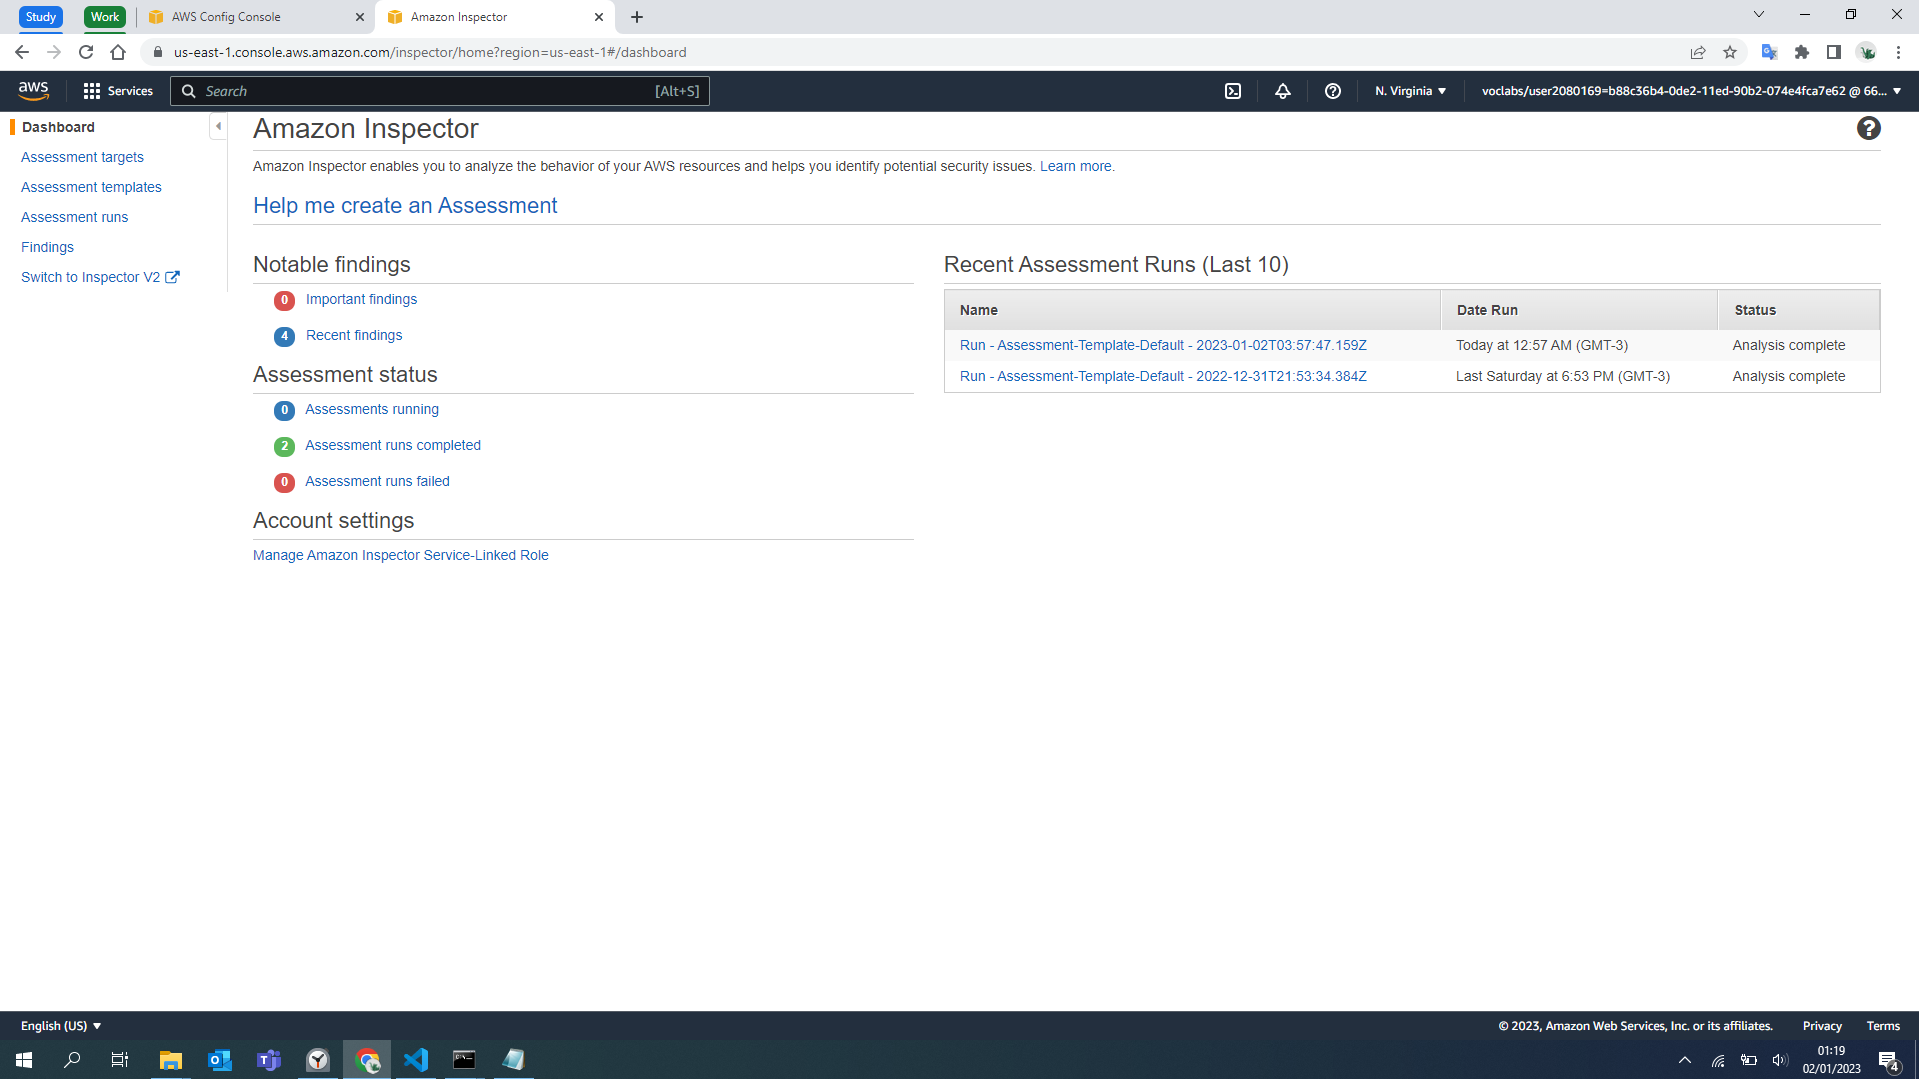 Study
Work
AWS Config Console
Amazon Inspector
us-east-1.console.aws.amazon.com/inspector/home?region=us-east-1#/dashboard
aws
Services
Search
[Alt+S]
N. Virginia
voclabs/user2080169=b88c36b4-0de2-11ed-90b2-074e4fca7e62 @ 66...
Dashboard
Assessment targets
Assessment templates
Assessment runs
Findings
Switch to Inspector V2
Amazon Inspector
Amazon Inspector enables you to analyze the behavior of your AWS resources and helps you identify potential security issues. Learn more.
Help me create an Assessment
Notable findings
0 Important findings
4 Recent findings
Assessment status
0 Assessments running
2 Assessment runs completed
0 Assessment runs failed
Account settings
Manage Amazon Inspector Service-Linked Role
Recent Assessment Runs (Last 10)
Name Date Run Status
Run - Assessment-Template-Default - 2023-01-02T03:57:47.159Z Today at 12:57 AM (GMT-3) Analysis complete
Run - Assessment-Template-Default - 2022-12-31T21:53:34.384Z Last Saturday at 6:53 PM (GMT-3) Analysis complete
English (US)
© 2023, Amazon Web Services, Inc. or its affiliates. Privacy Terms
01:19
02/01/2023
4